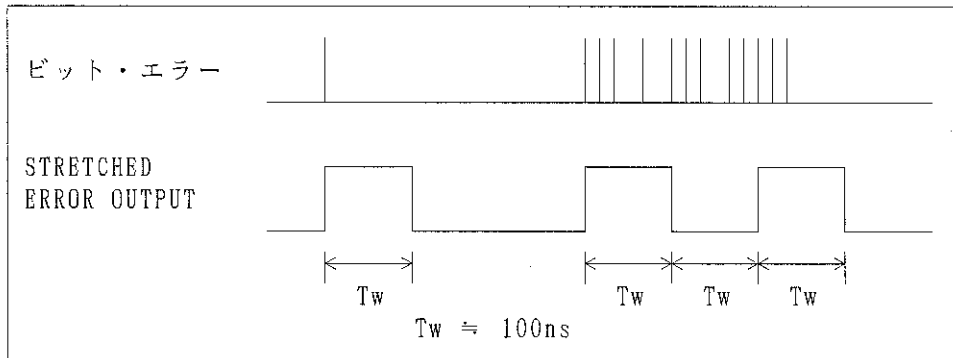 ビット・エラー
STRETCHED
ERROR OUTPUT
Tw
Tw
Tw
Tw
Tw ≒ 100ns